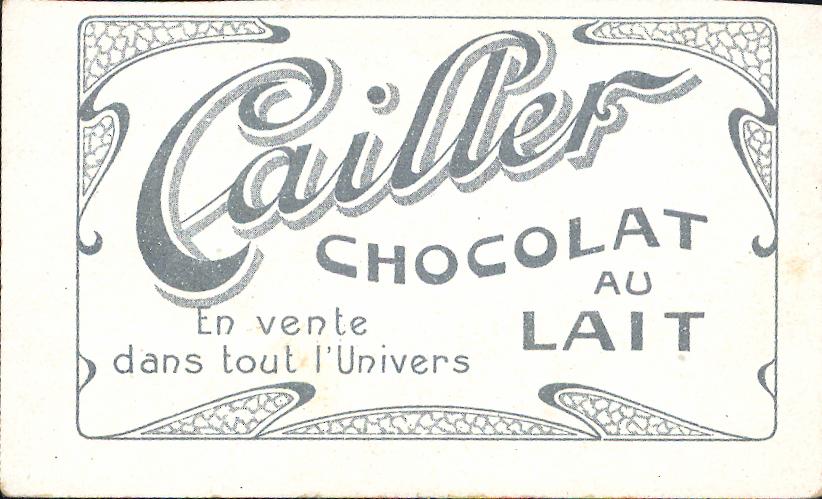 Cailler
CHOCOLAT
AU
LAIT
En vente
dans tout l'Univers